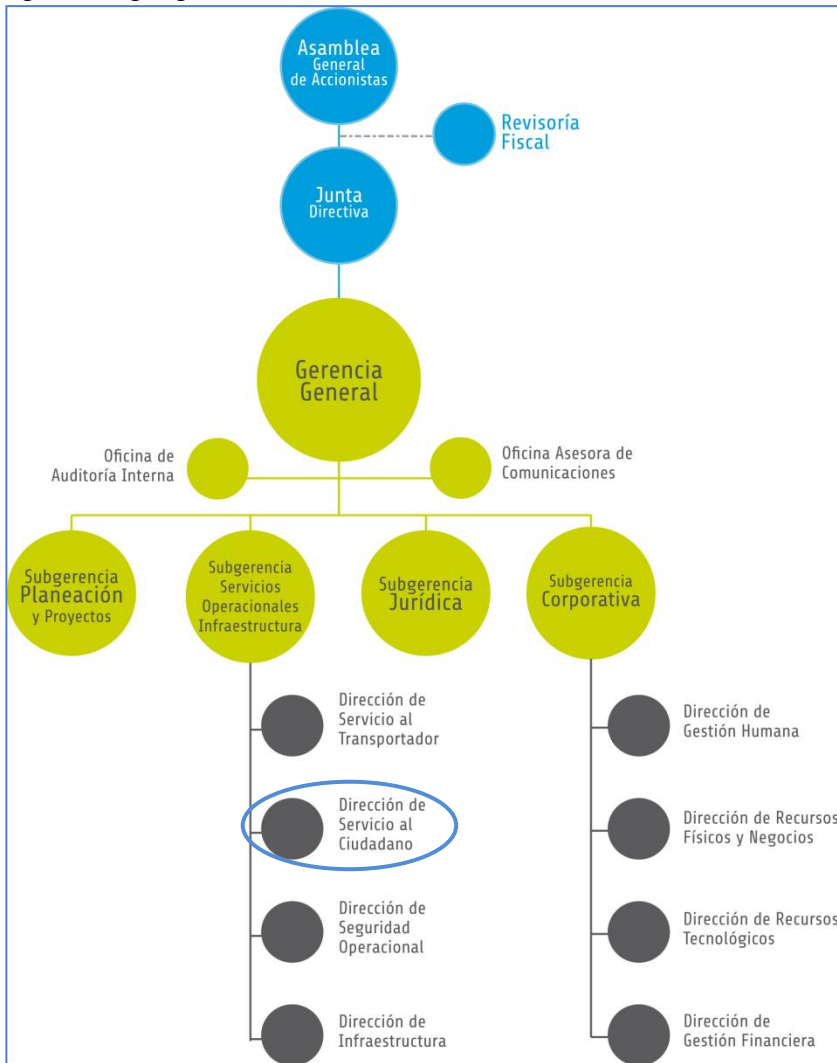 Asamblea
General
de Accionistas
Revisoría
Fiscal
Junta
Directiva
Gerencia
General
Oficina de
Auditoría Interna
Oficina Asesora de
Comunicaciones
Subgerencia
Planeación
y Proyectos
Subgerencia
Servicios
Operacionales
Infraestructura
Subgerencia
Jurídica
Subgerencia
Corporativa
Dirección de
Servicio al
Transportador
Dirección de
Servicio al
Ciudadano
Dirección de
Seguridad
Operacional
Dirección de
Infraestructura
Dirección de
Gestión Humana
Dirección de Recursos
Físicos y Negocios
Dirección de Recursos
Tecnológicos
Dirección de
Gestión Financiera